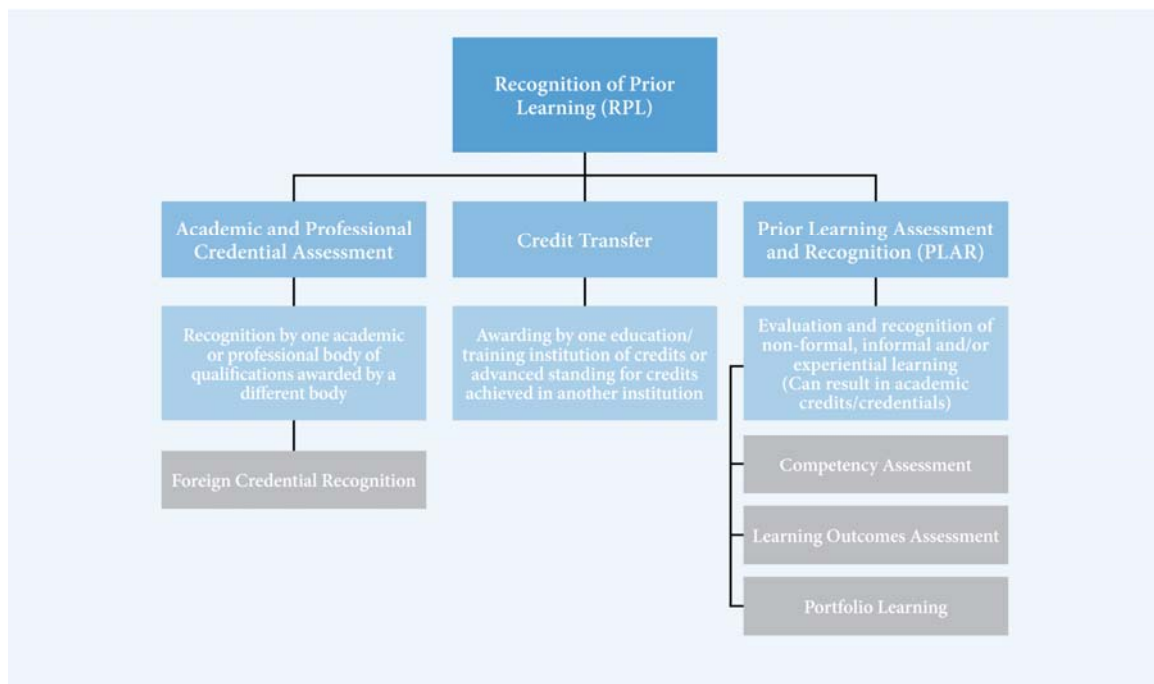 Recognition of Prior
Learning (RPL)
Academic and Professional
Credential Assessment
Credit Transfer
Prior Learning Assessment
and Recognition (PLAR)
Recognition by one academic
or professional body of
qualifications awarded by a
different body
Awarding by one education/
training institution of credits or
advanced standing for credits
achieved in another institution
Evaluation and recognition of
non-formal, informal and/or
experiential learning
(Can result in academic
credits/credentials)
Foreign Credential Recognition
Competency Assessment
Learning Outcomes Assessment
Portfolio Learning